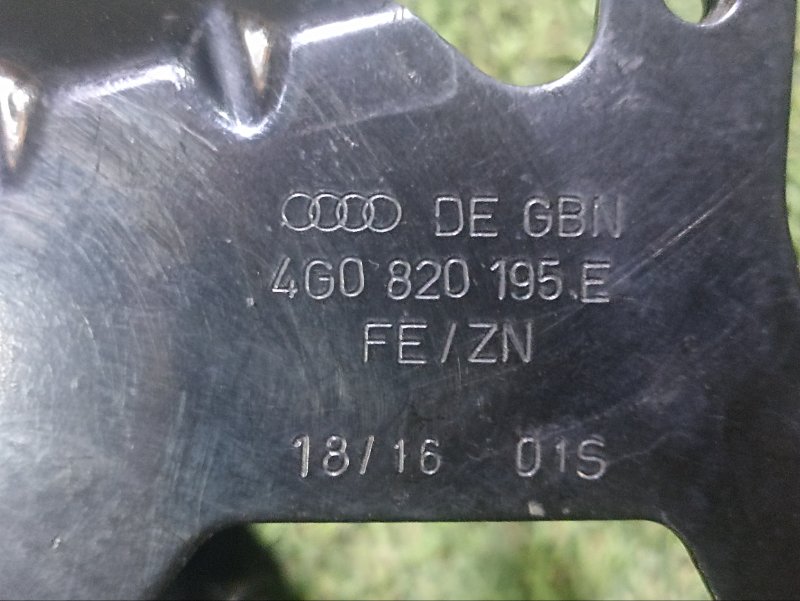 DE GBN
4G0 820 195 E
FE/ZN
18/16 01S